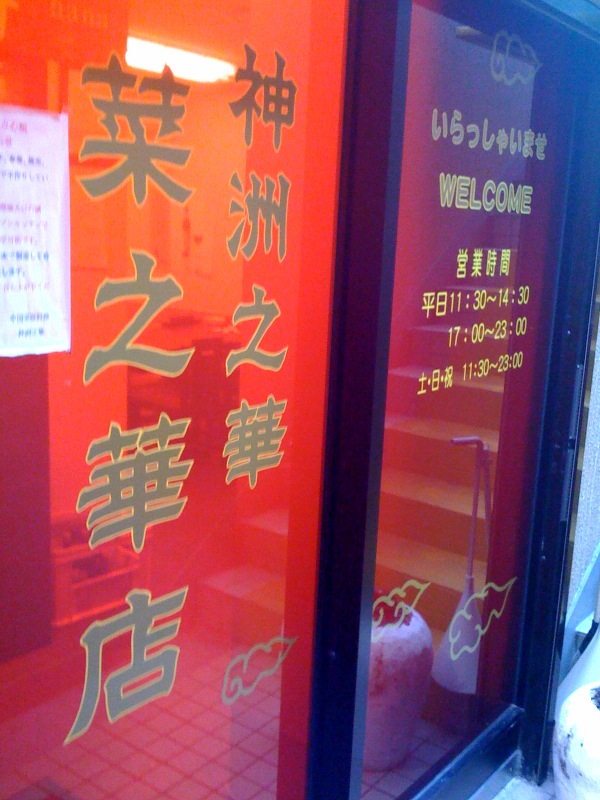 神洲之華
菜之華店
いらっしゃいませ
WELCOME
営業時間
平日11：30〜14：30
17：00〜23：00
土・日・祝 11:30〜23:00